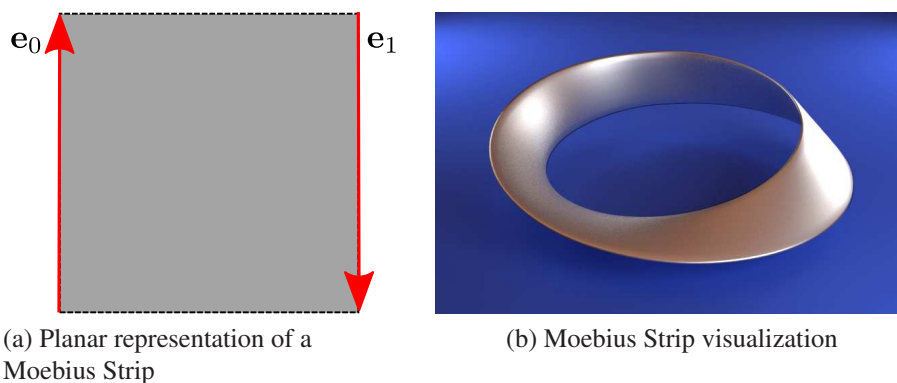 e0
e1
(a) Planar representation of a
Moebius Strip
(b) Moebius Strip visualization